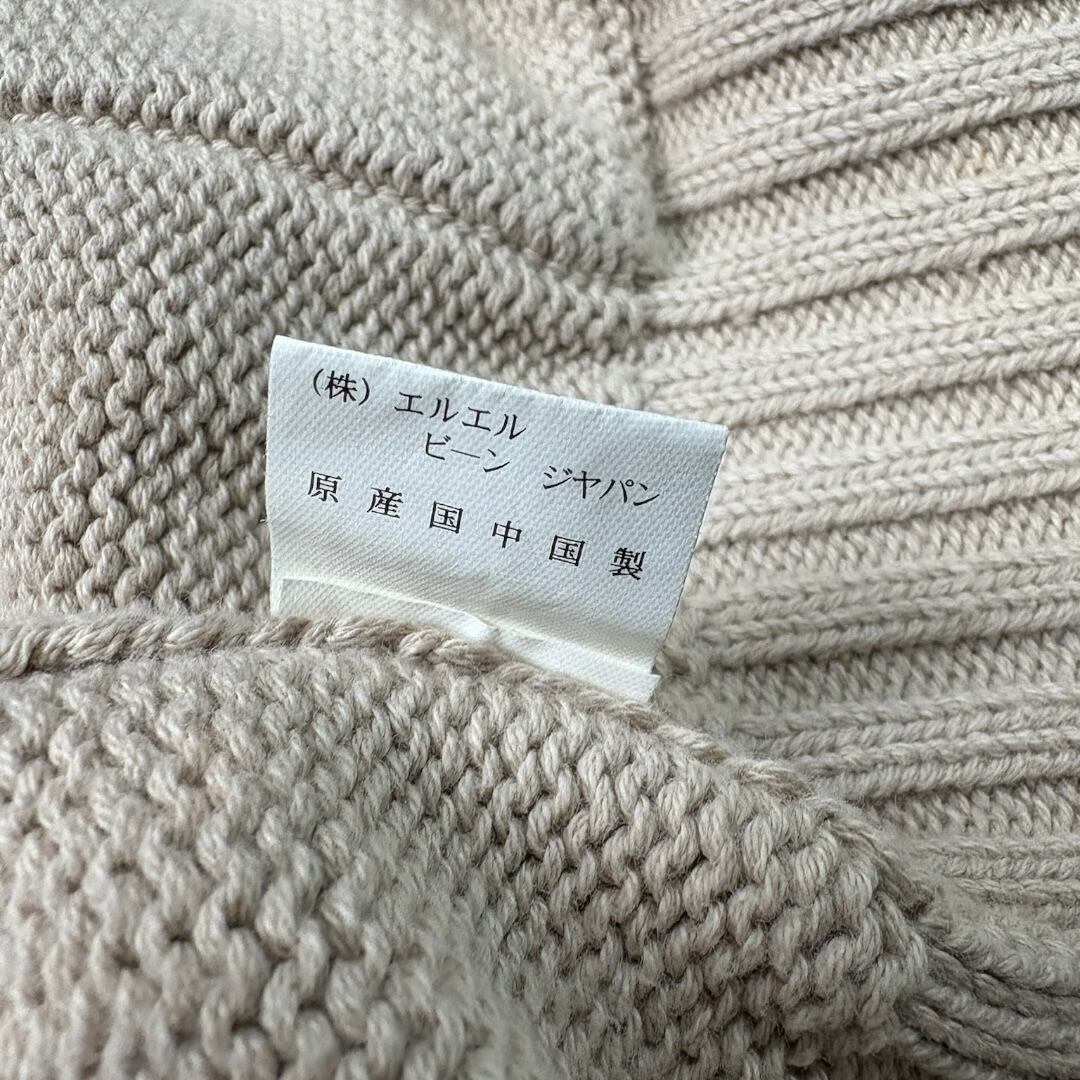 （株）エルエル
ビーン ジヤパン
原産国中国製